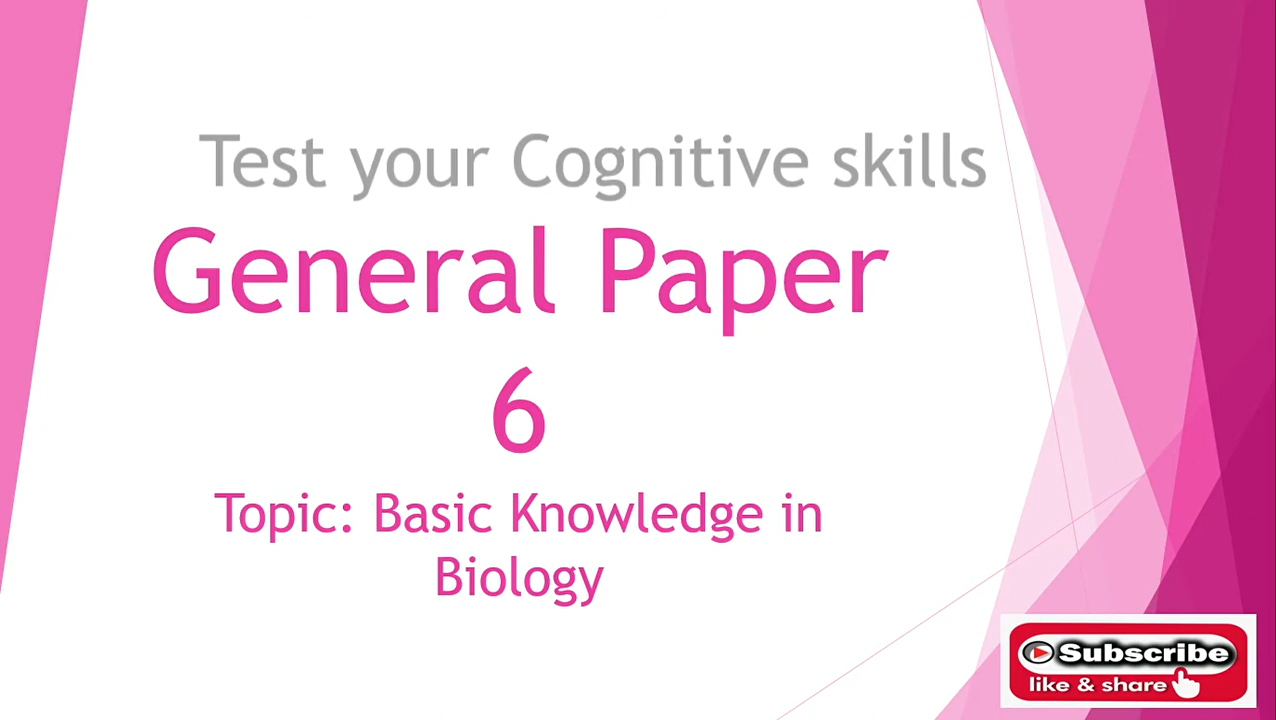 Test your Cognitive skills
General Paper
6
Topic: Basic Knowledge in
Biology
Subscribe
like & share